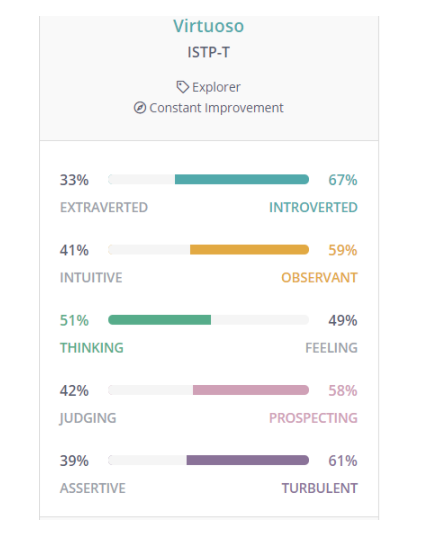 Virtuoso
ISTP-T
Explorer
Constant Improvement
33% 67%
EXTRAVERTED INTROVERTED
41% 59%
INTUITIVE OBSERVANT
51% 49%
THINKING FEELING
42% 58%
JUDGING PROSPECTING
39% 61%
ASSERTIVE TURBULENT